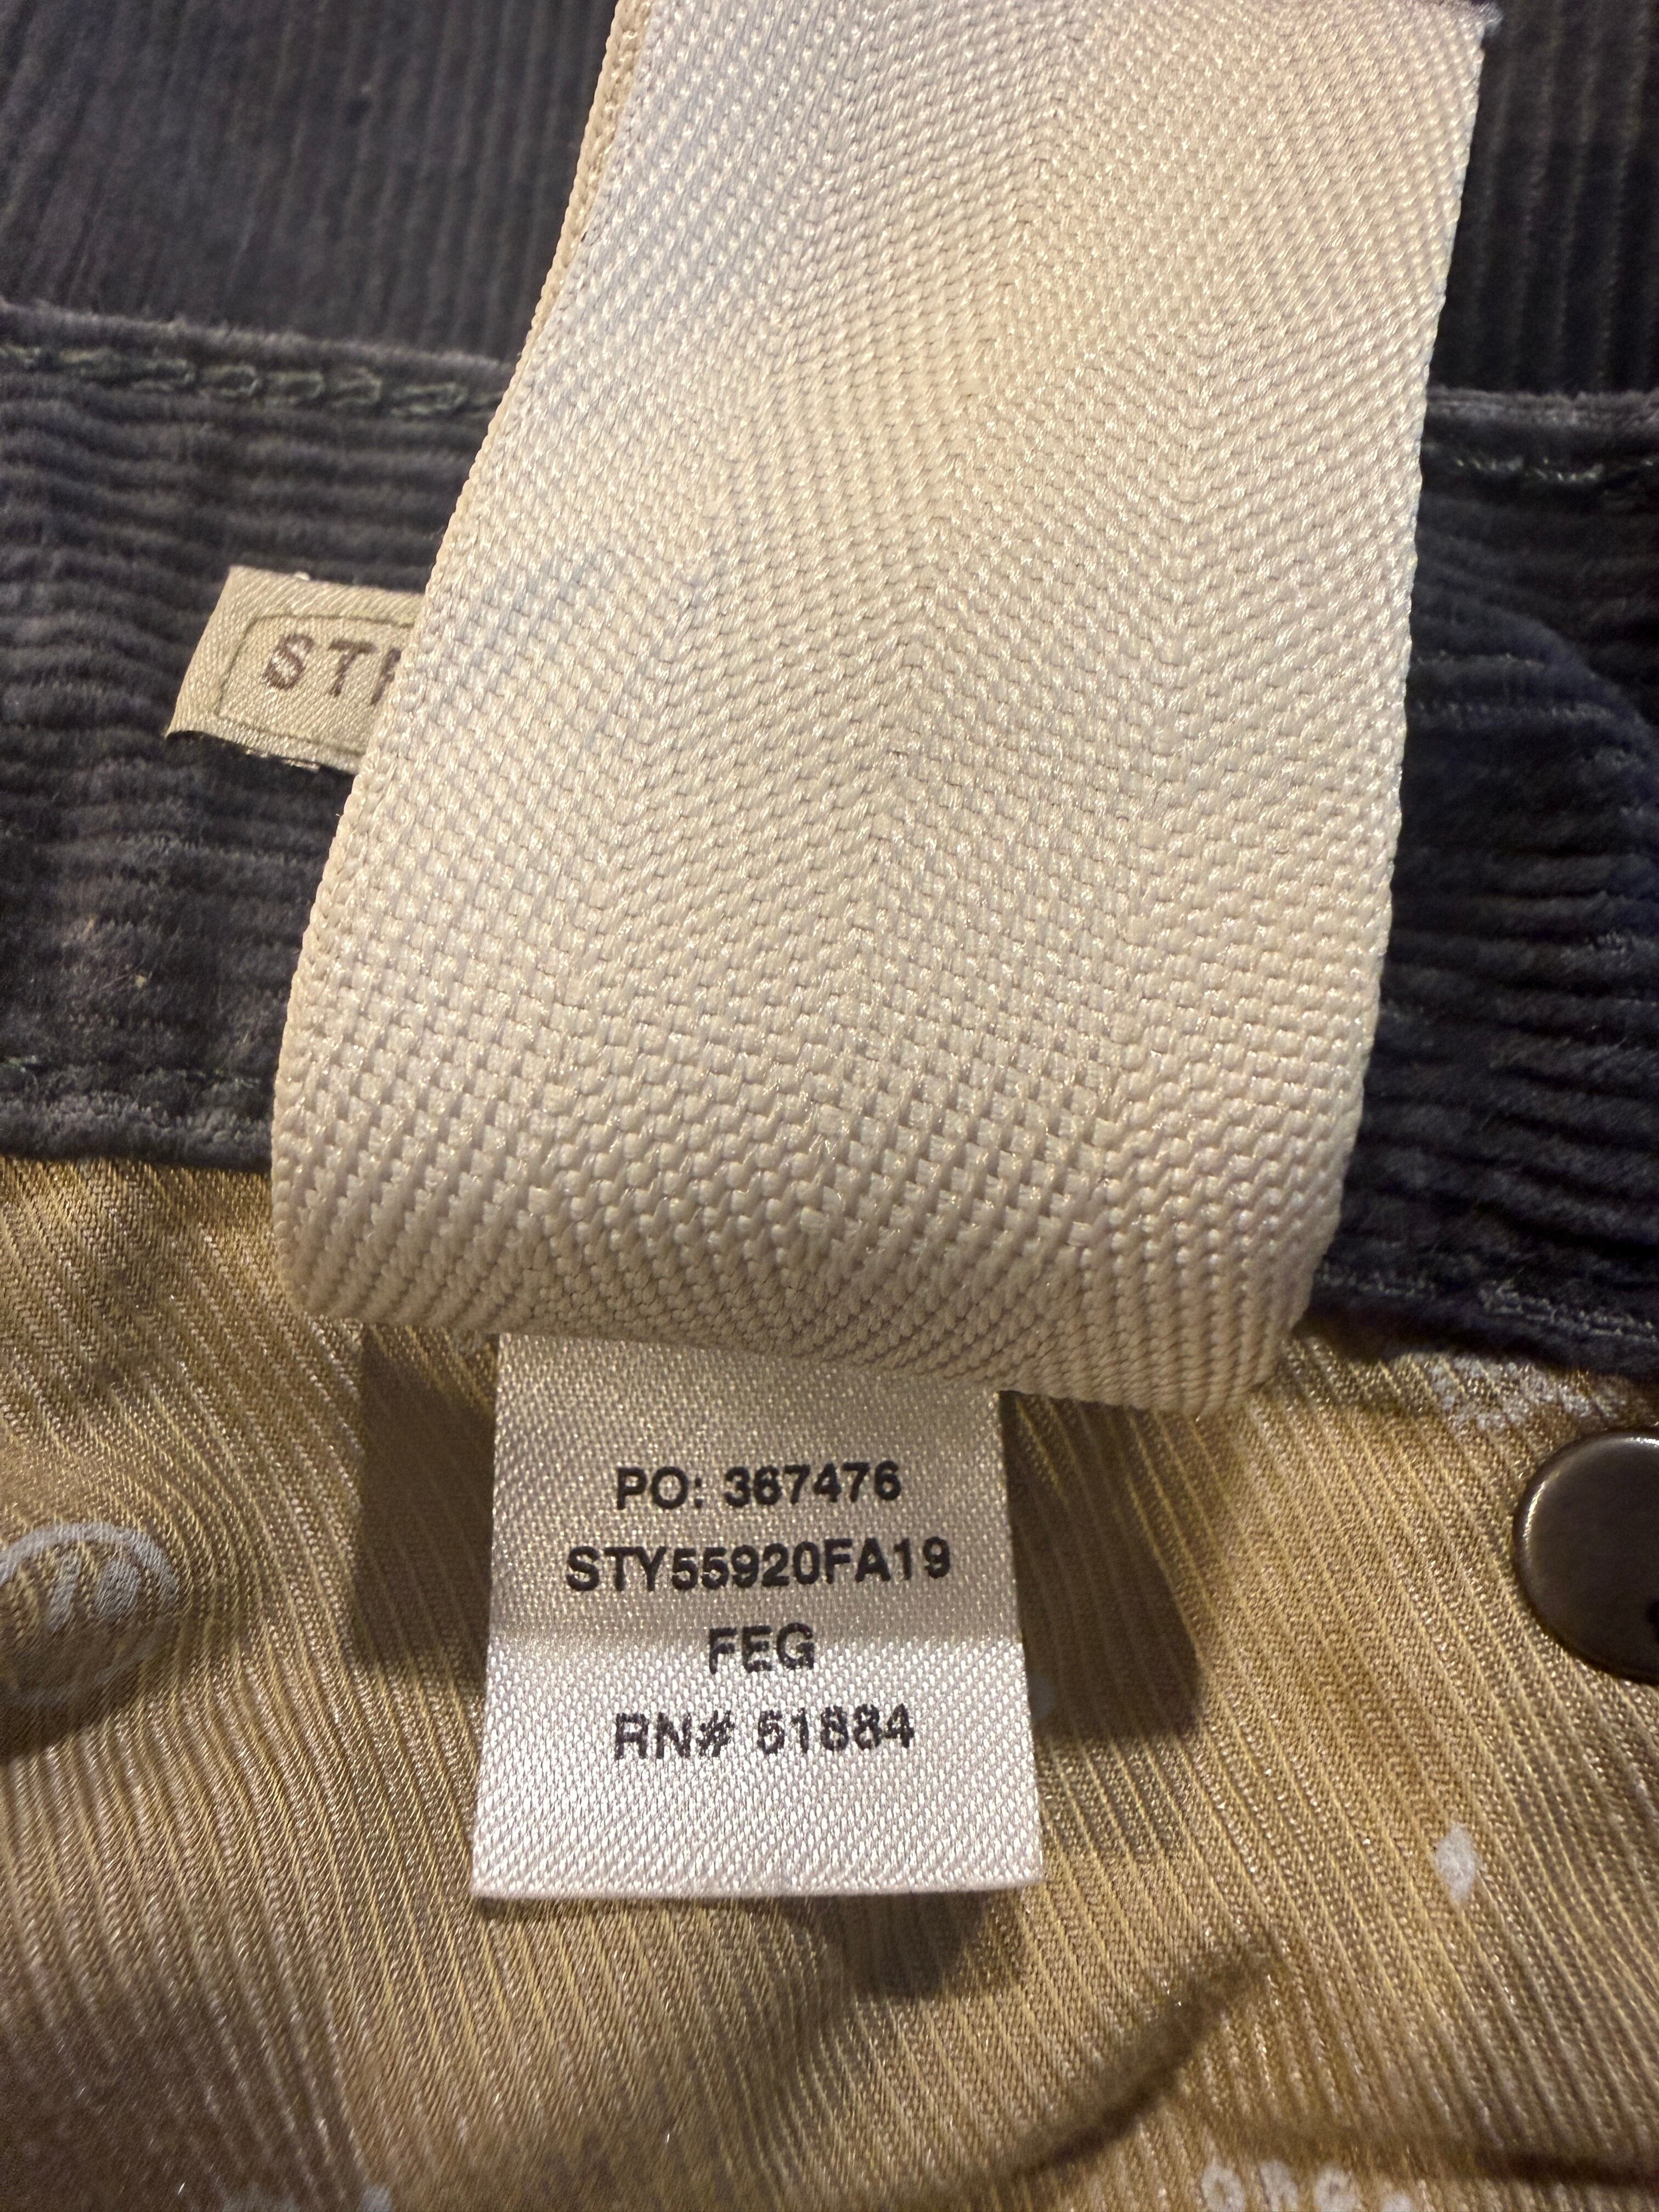 PO: 367476
STY55920FA19
FEG
RN# 51884